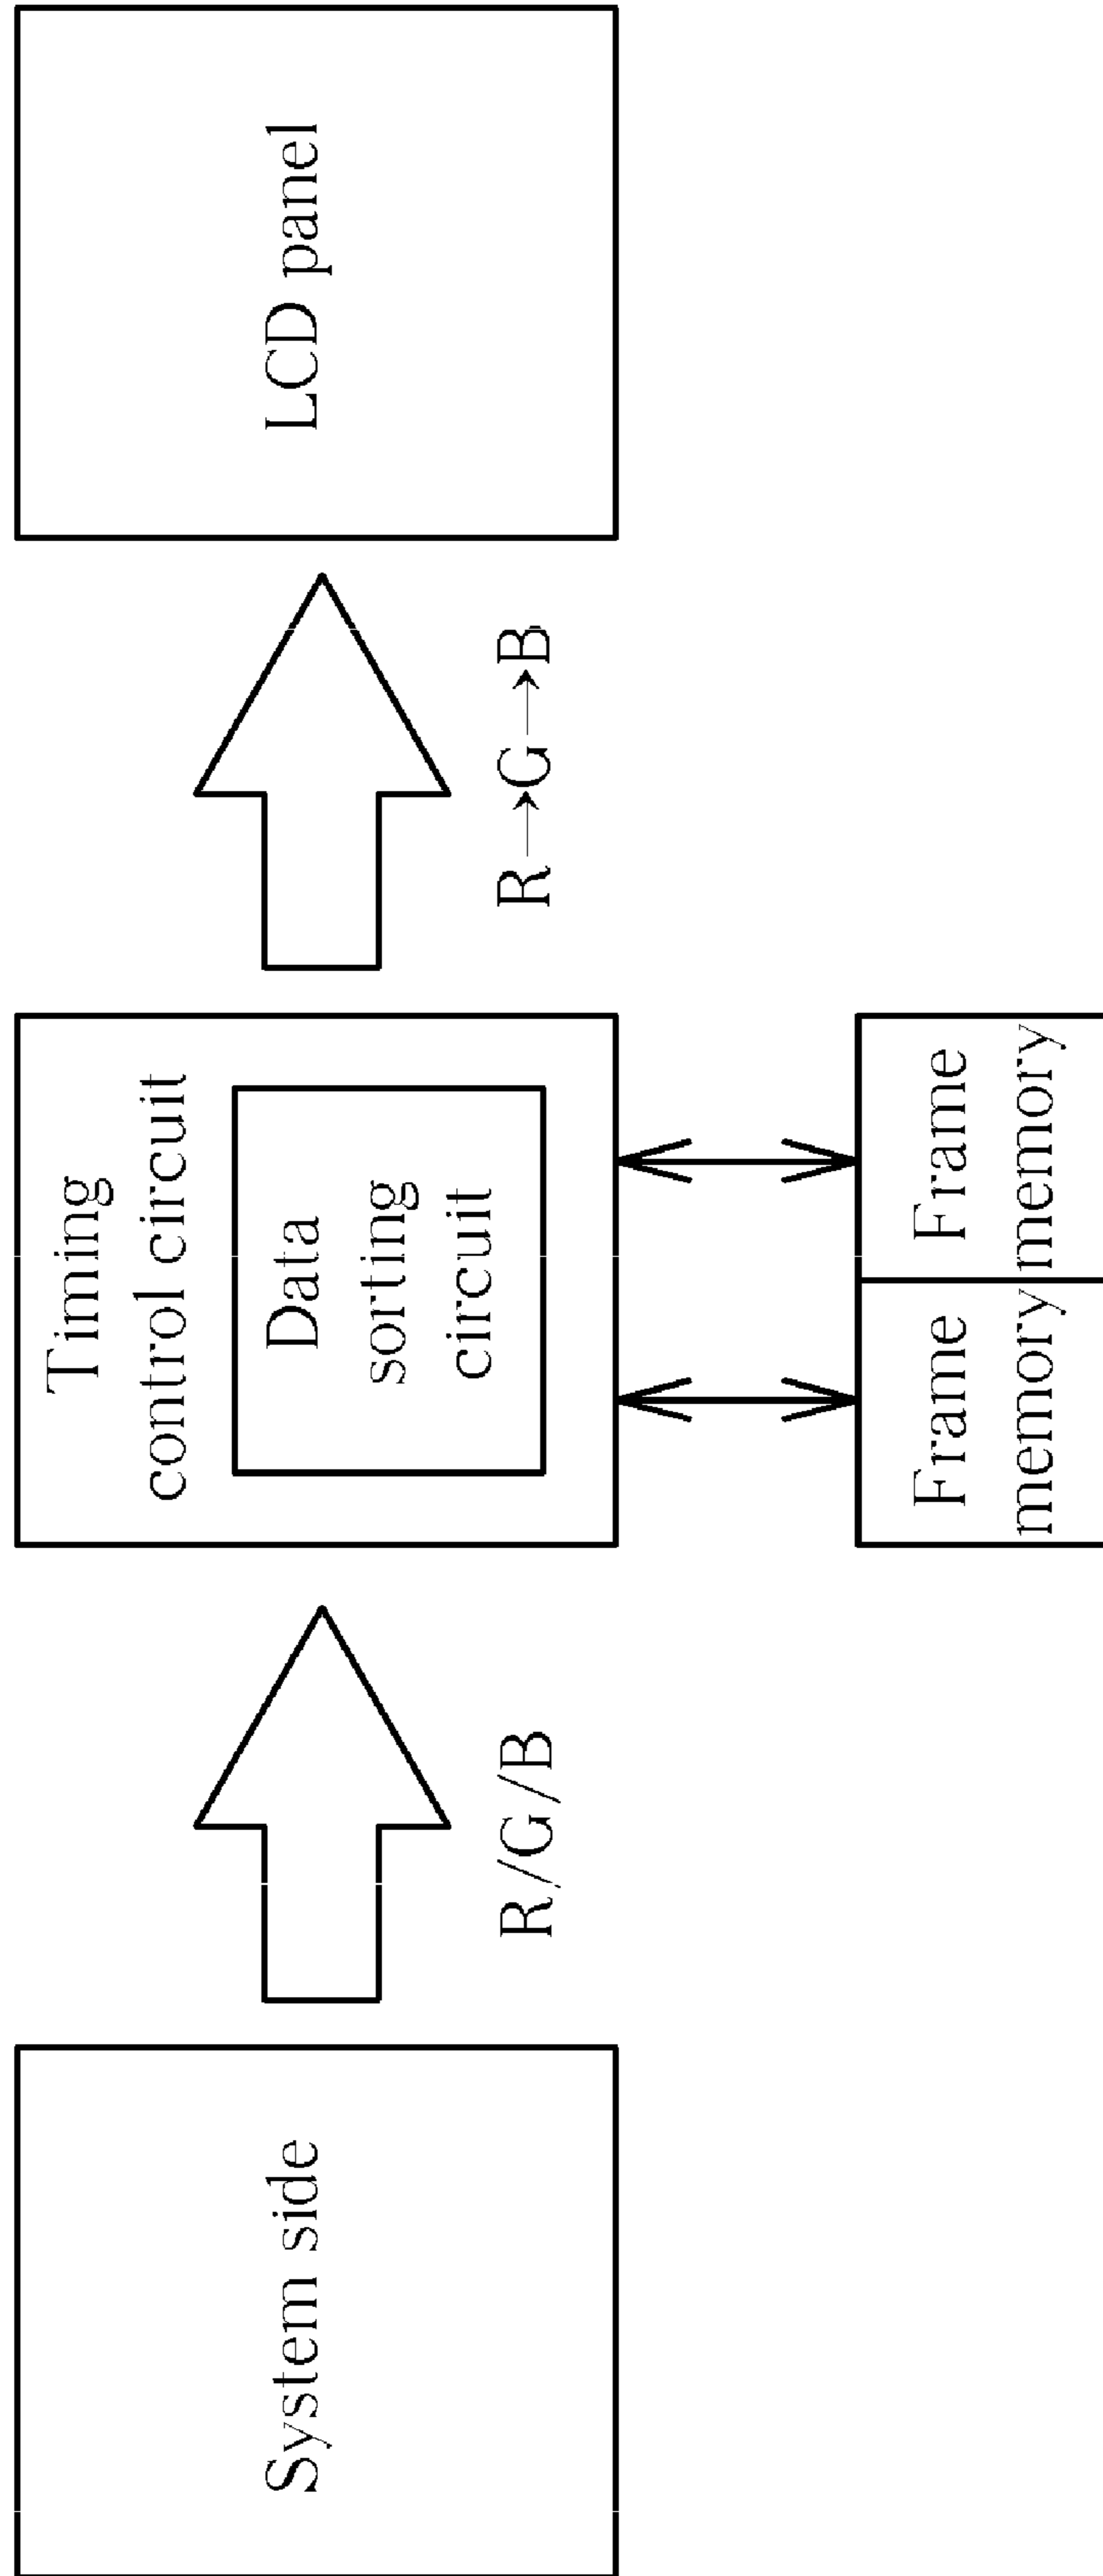 System side
R/G/B
Timing
control circuit
Data
sorting
circuit
Frame
memory
Frame
memory
R→G→B
LCD panel